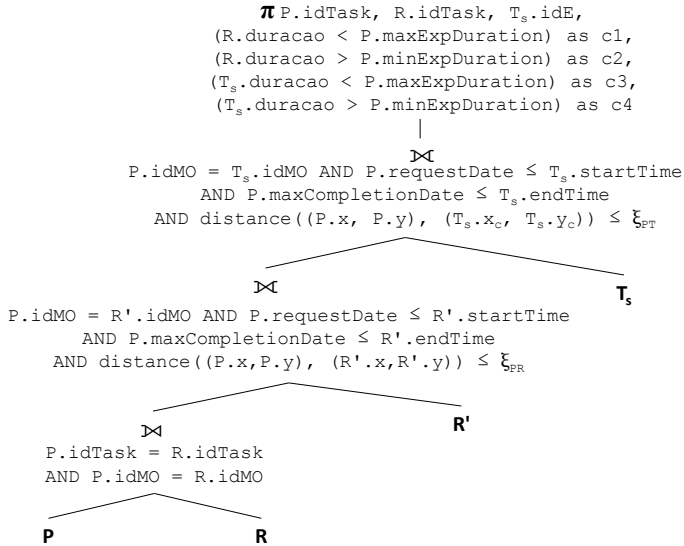 π P.idTask, R.idTask, Ts.idE,
(R.duracao < P.maxExpDuration) as c1,
(R.duracao > P.minExpDuration) as c2,
(Ts.duracao < P.maxExpDuration) as c3,
(Ts.duracao > P.minExpDuration) as c4
⋈
P.idMO = Ts.idMO AND P.requestDate ≤ Ts.startTime
AND P.maxCompletionDate ≤ Ts.endTime
AND distance((P.x, P.y), (Ts.xc, Ts.yc)) ≤ ξPT
⋈
Ts
P.idMO = R'.idMO AND P.requestDate ≤ R'.startTime
AND P.maxCompletionDate ≤ R'.endTime
AND distance((P.x,P.y), (R'.x,R'.y)) ≤ ξPR
⋈
R'
P.idTask = R.idTask
AND P.idMO = R.idMO
P
R